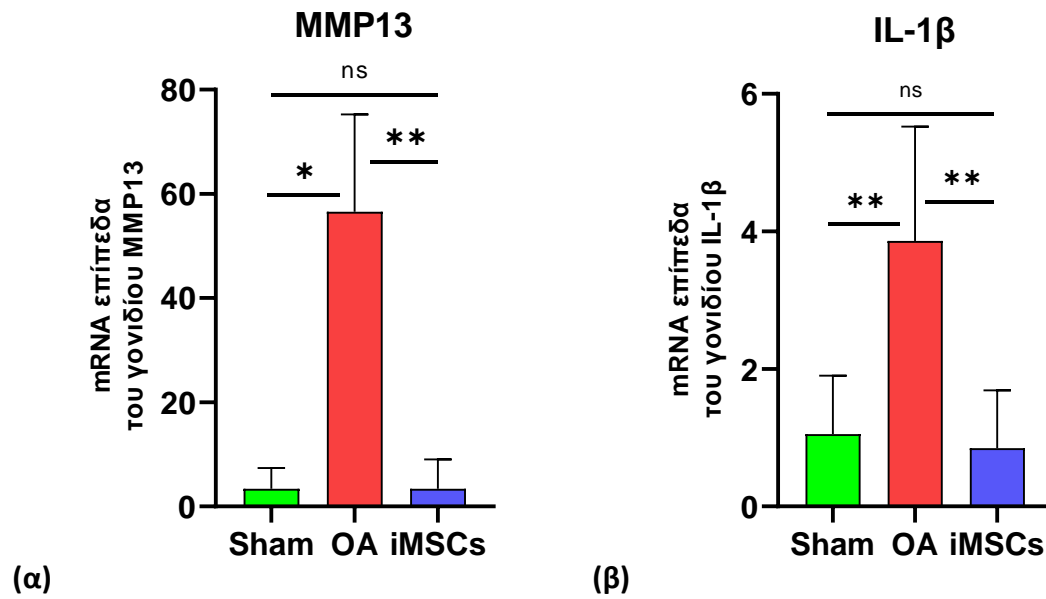 MMP13
ns
80
60
40
20
0
*
**
mRNA επίπεδα
του γονιδίου MMP13
Sham OA iMSCs
(α)
IL-1β
ns
6
4
2
0
**
**
mRNA επίπεδα
του γονιδίου IL-1β
Sham OA iMSCs
(β)